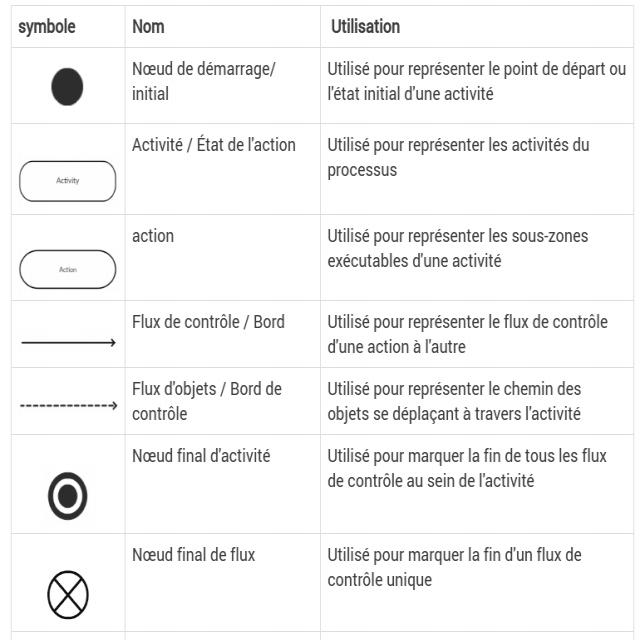 symbole Nom Utilisation
Nœud de démarrage/
initial
Utilisé pour représenter le point de départ ou
l'état initial d'une activité
Activity
Activité / État de l'action
Utilisé pour représenter les activités du
processus
Action
action
Utilisé pour représenter les sous-zones
exécutables d'une activité
Flux de contrôle / Bord
Utilisé pour représenter le flux de contrôle
d'une action à l'autre
Flux d'objets / Bord de
contrôle
Utilisé pour représenter le chemin des
objets se déplaçant à travers l'activité
Nœud final d'activité
Utilisé pour marquer la fin de tous les flux
de contrôle au sein de l'activité
Nœud final de flux
Utilisé pour marquer la fin d'un flux de
contrôle unique